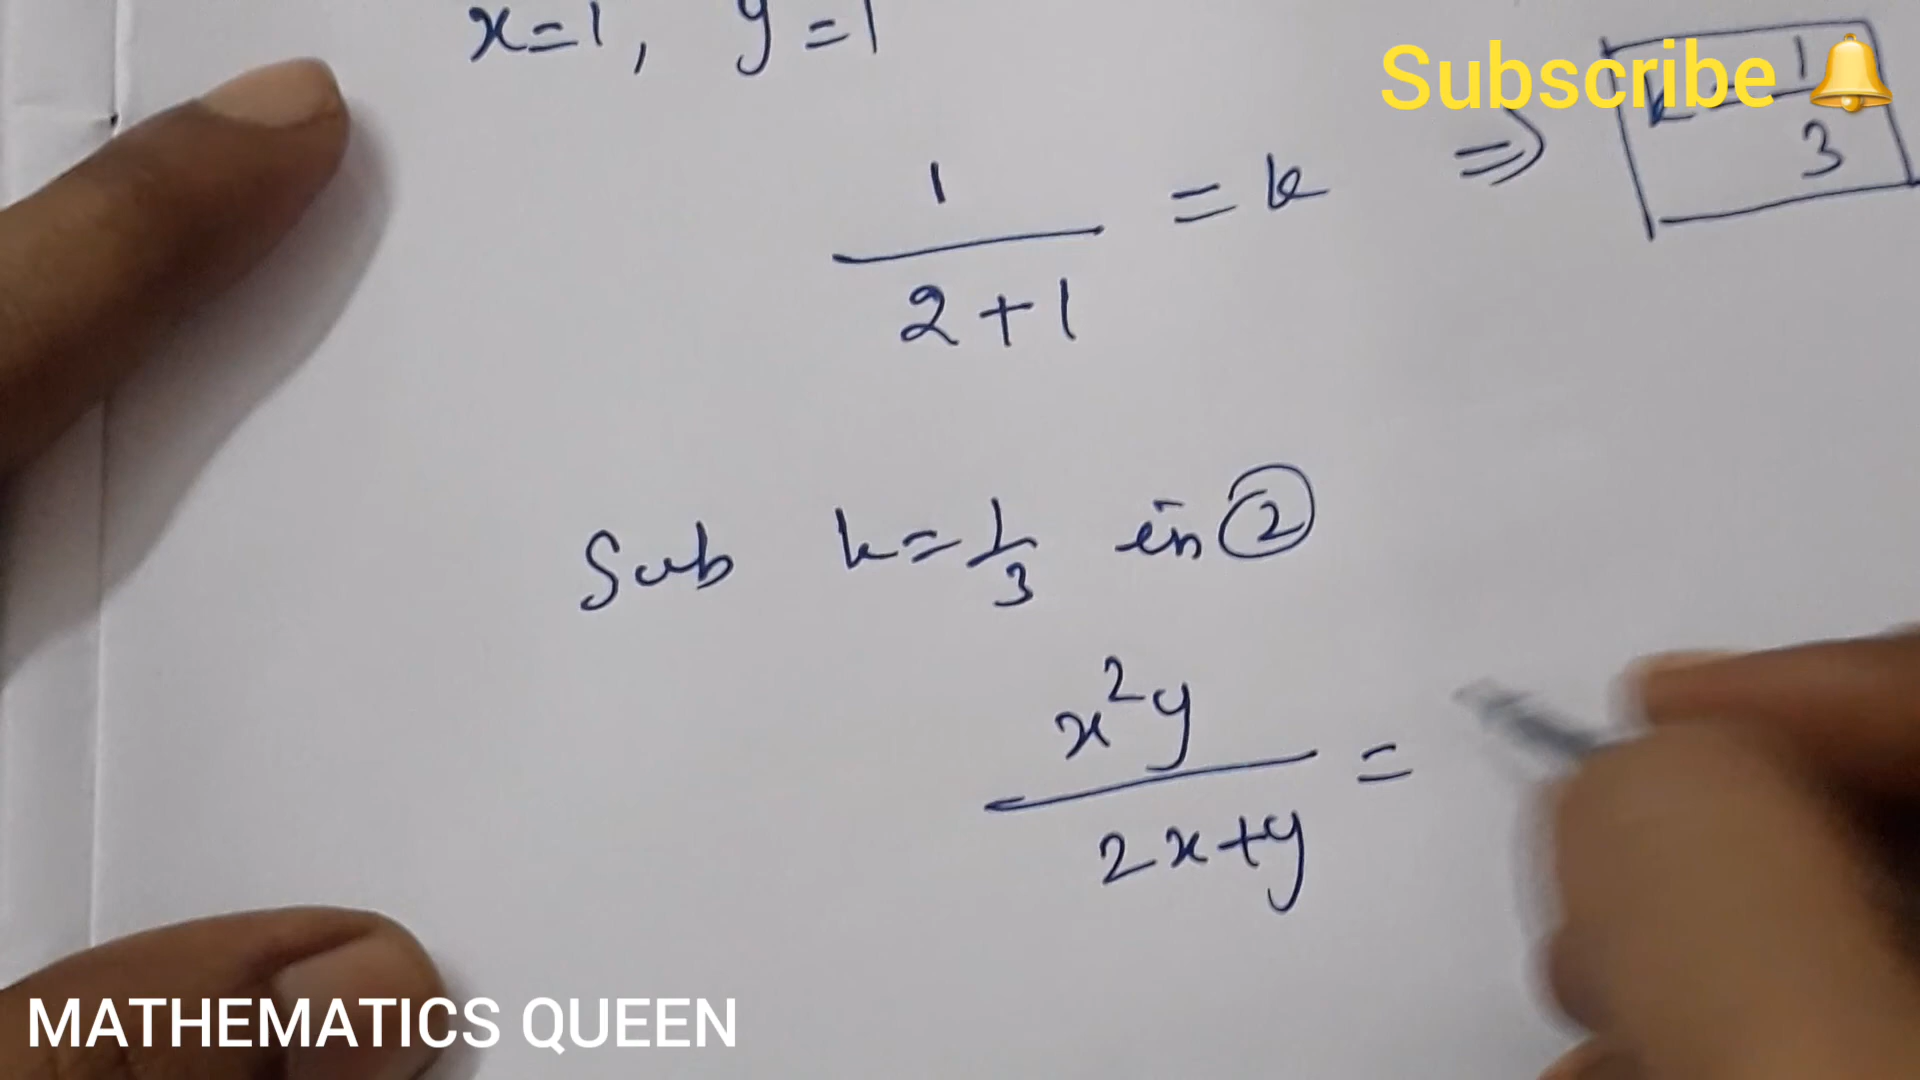 x=1, y=1
Subscribe 🔔
1/(2+1) = k ⇒ k = 1/3
Sub k=1/3 in ②
x²y/(2x+y) =
MATHEMATICS QUEEN